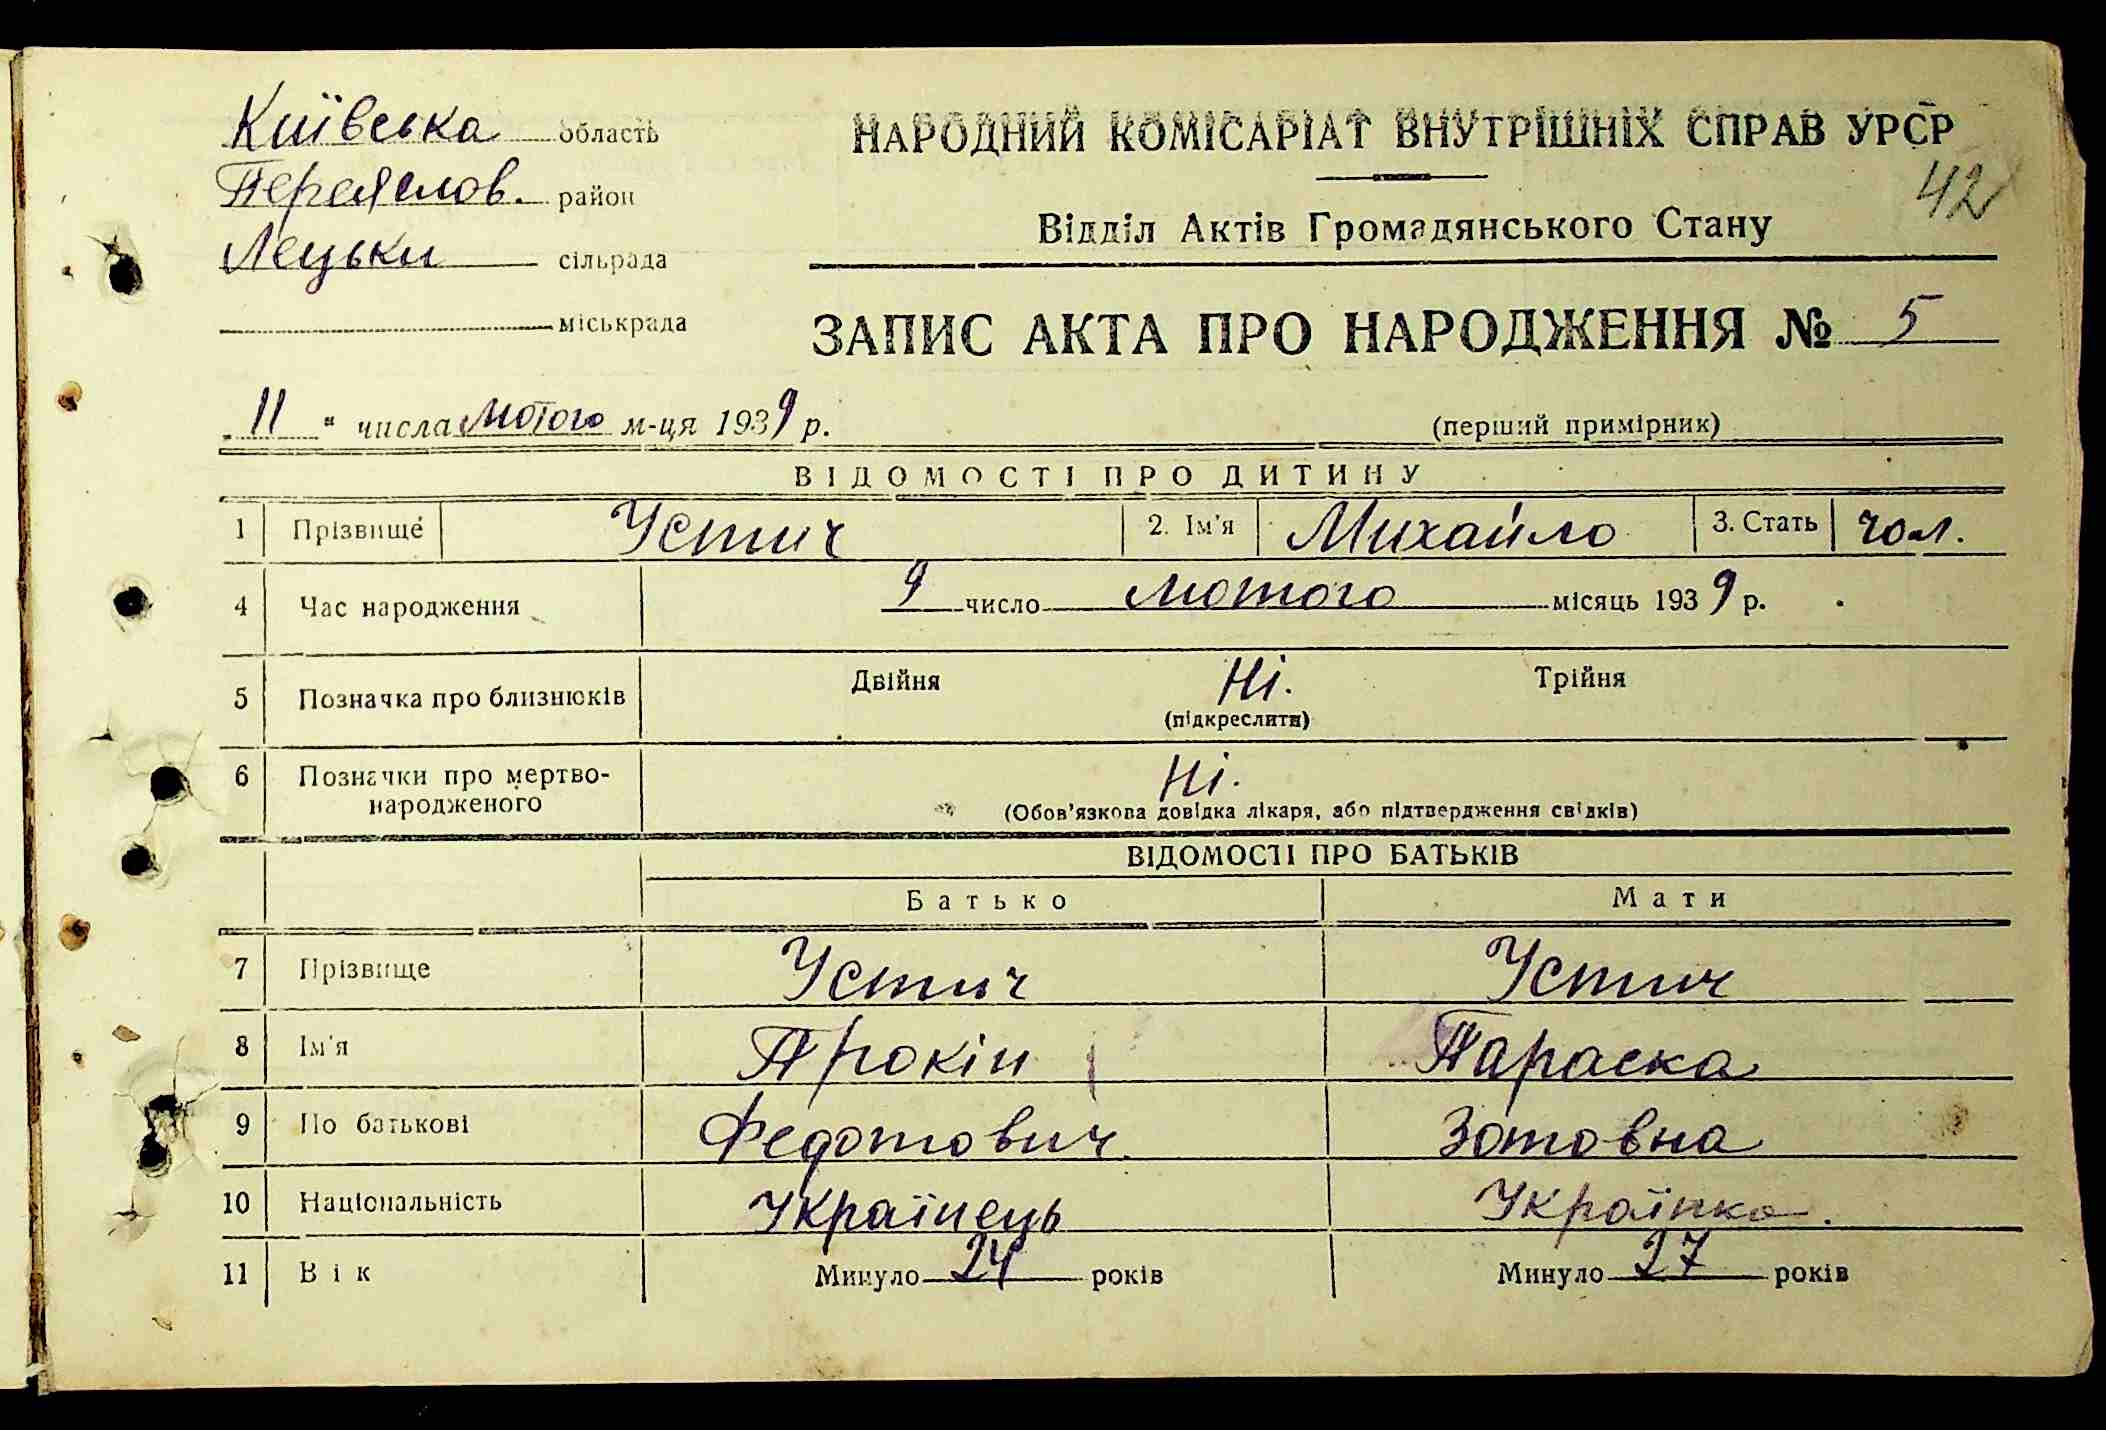 Київська область
Переяслов. район
Лецьки сільрада
міськрада
НАРОДНИЙ КОМІСАРІАТ ВНУТРІШНІХ СПРАВ УРСР
42
Відділ Актів Громадянського Стану
ЗАПИС АКТА ПРО НАРОДЖЕННЯ № 5
„ 11 " числа лютого м-ця 1939 р.
(перший примірник)
ВІДОМОСТІ ПРО ДИТИНУ
1 Прізвище Устич 2. Ім'я Михайло 3. Стать чол.
4 Час народження 9 число лютого місяць 1939 р.
5 Позначка про близнюків Двійня Ні. Трійня
(підкреслити)
6 Позначки про мертво-
народженого Ні.
(Обов'язкова довідка лікаря, або підтвердження свідків)
ВІДОМОСТІ ПРО БАТЬКІВ
Батько Мати
7 Прізвище Устич Устич
8 Ім'я Прокіп Параска
9 По батькові Федотович Зотовна
10 Національність Українець Українка.
11 Вік Минуло 24 років Минуло 27 років